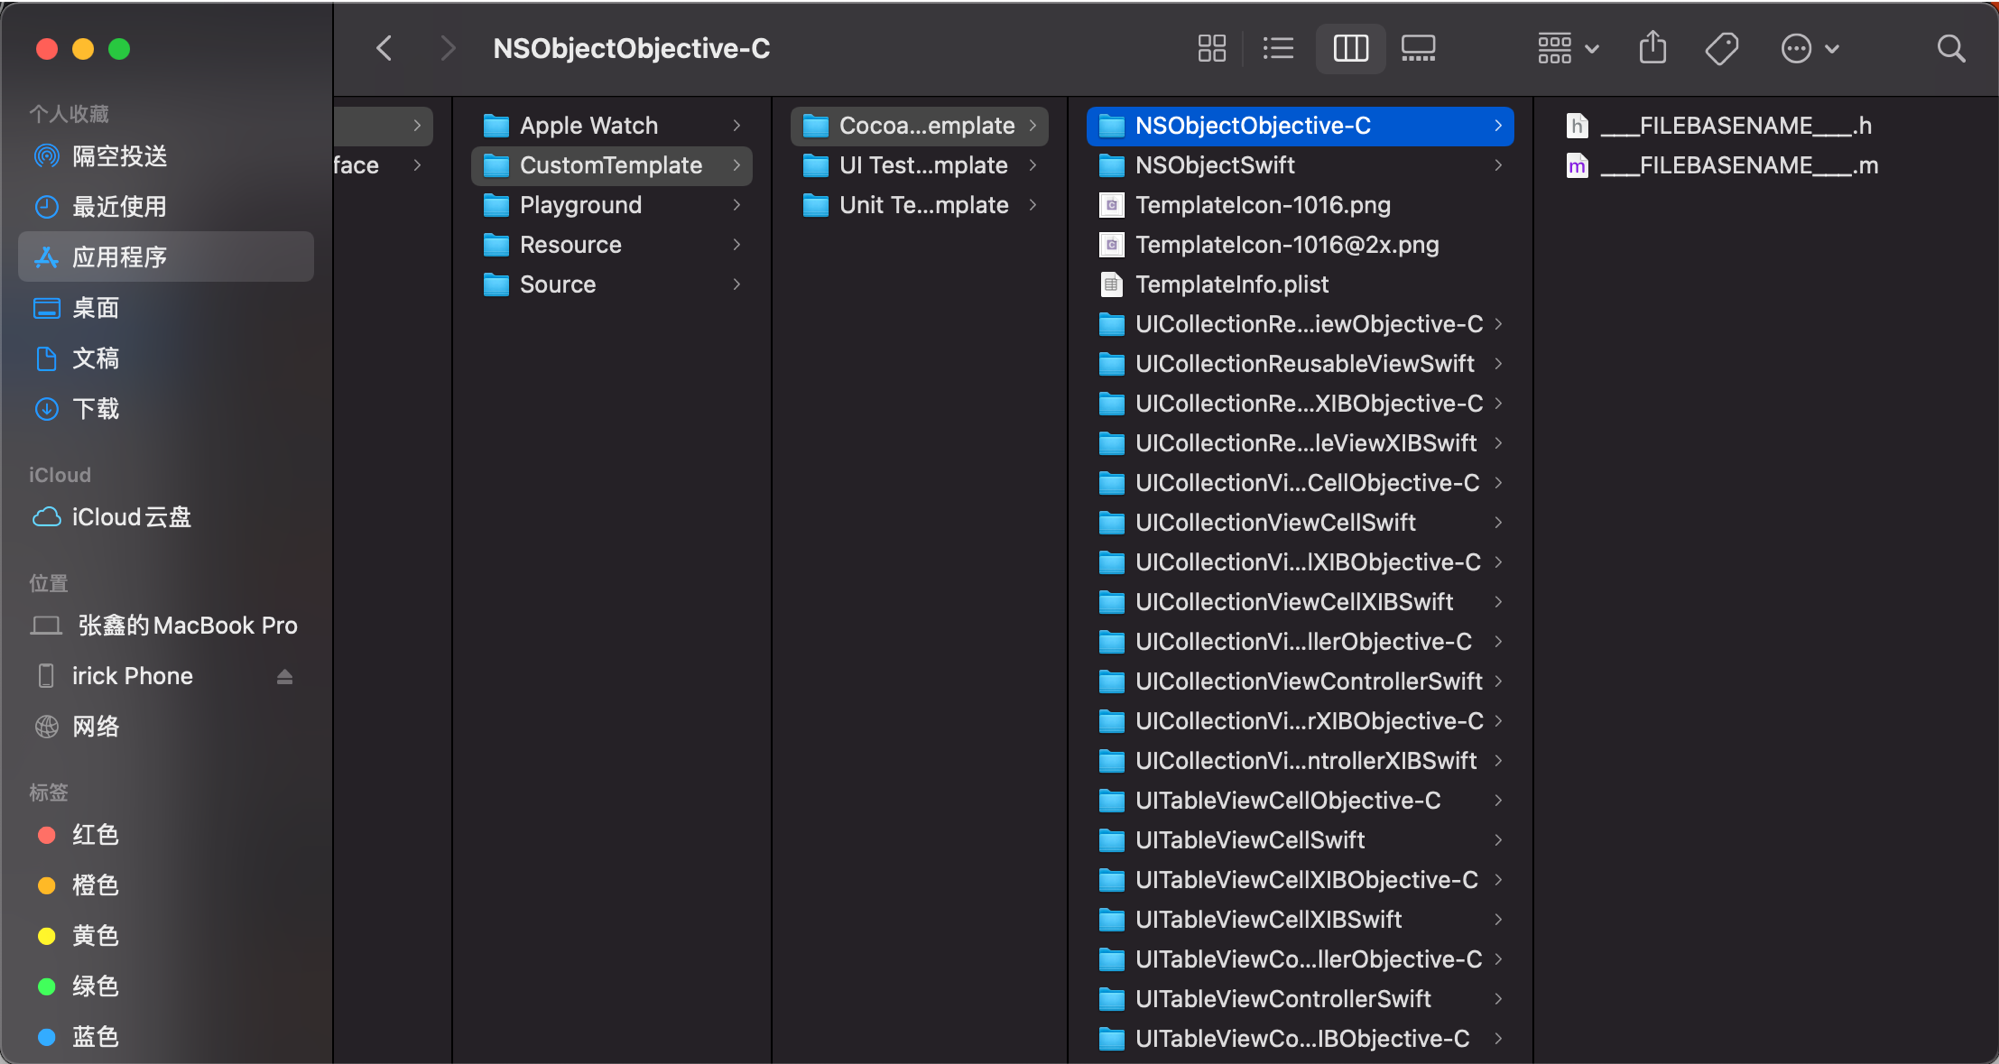 NSObjectObjective-C
个人收藏
隔空投送
最近使用
应用程序
桌面
文稿
下载
iCloud
iCloud云盘
位置
张鑫的MacBook Pro
irick Phone
网络
标签
红色
橙色
黄色
绿色
蓝色
face
Apple Watch
CustomTemplate
Playground
Resource
Source
Cocoa...emplate
UI Test...mplate
Unit Te...mplate
NSObjectObjective-C
NSObjectSwift
TemplateIcon-1016.png
TemplateIcon-1016@2x.png
TemplateInfo.plist
UICollectionRe...iewObjective-C
UICollectionReusableViewSwift
UICollectionRe...XIBObjective-C
UICollectionRe...leViewXIBSwift
UICollectionVi...CellObjective-C
UICollectionViewCellSwift
UICollectionVi...lXIBObjective-C
UICollectionViewCellXIBSwift
UICollectionVi...llerObjective-C
UICollectionViewControllerSwift
UICollectionVi...rXIBObjective-C
UICollectionVi...ntrollerXIBSwift
UITableViewCellObjective-C
UITableViewCellSwift
UITableViewCellXIBObjective-C
UITableViewCellXIBSwift
UITableViewCo...llerObjective-C
UITableViewControllerSwift
UITableViewCo...IBObjective-C
h ___FILEBASENAME___.h
m ___FILEBASENAME___.m